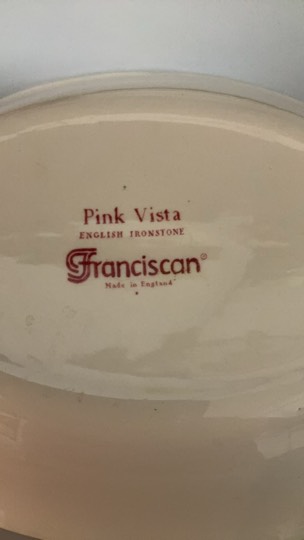 Pink Vista
ENGLISH IRONSTONE
Franciscan®
Made in England